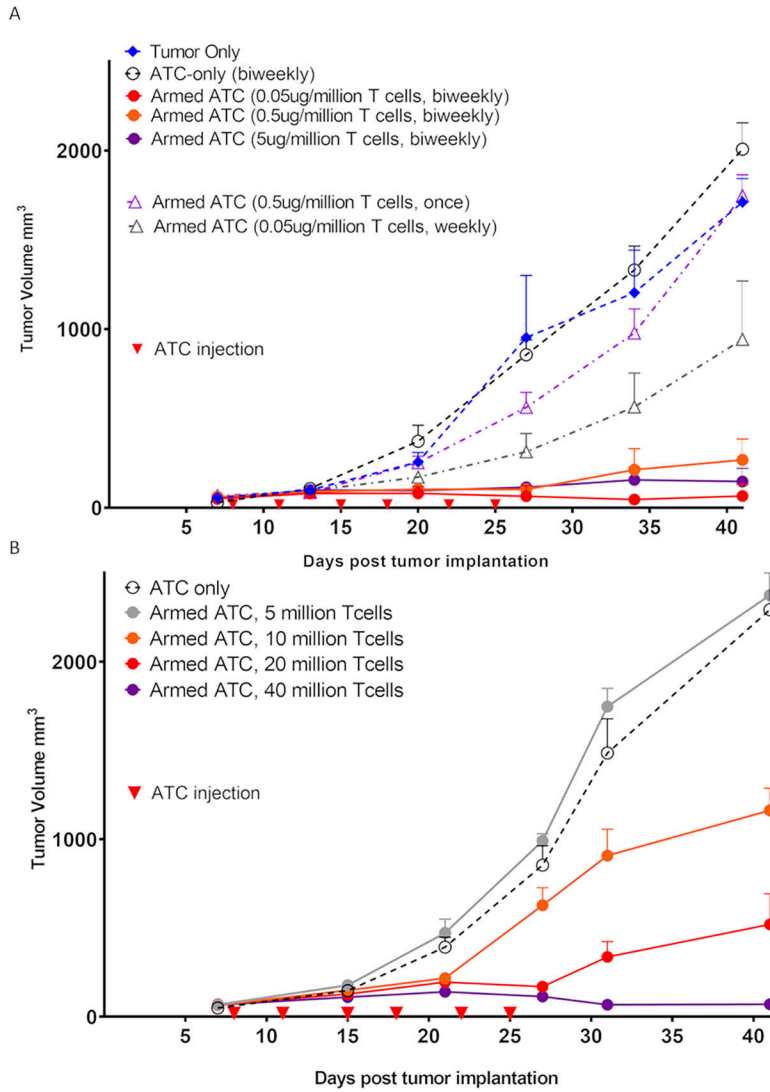 A
Tumor Only
ATC-only (biweekly)
Armed ATC (0.05ug/million T cells, biweekly)
Armed ATC (0.5ug/million T cells, biweekly)
Armed ATC (5ug/million T cells, biweekly)
Armed ATC (0.5ug/million T cells, once)
Armed ATC (0.05ug/million T cells, weekly)
ATC injection
Tumor Volume mm³
2000
1000
0
5 10 15 20 25 30 35 40
Days post tumor implantation
B
ATC only
Armed ATC, 5 million Tcells
Armed ATC, 10 million Tcells
Armed ATC, 20 million Tcells
Armed ATC, 40 million Tcells
ATC injection
Tumor Volume mm³
2000
1000
0
5 10 15 20 25 30 35 40
Days post tumor implantation